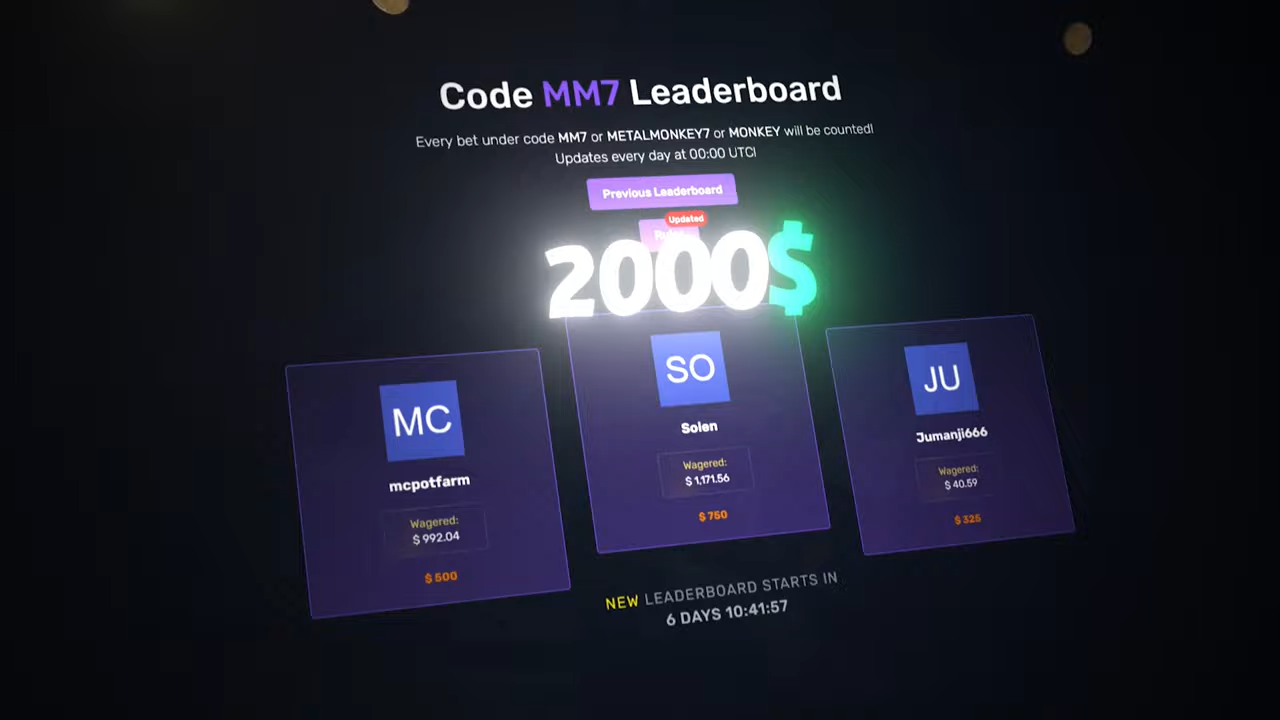 Code MM7 Leaderboard
Every bet under code MM7 or METALMONKEY7 or MONKEY will be counted!
Updates every day at 00:00 UTC!
Previous Leaderboard
Updated
2000$
MC
mcpotfarm
Wagered:
$ 992.04
$ 500
SO
Solen
Wagered:
$ 1,171.56
$ 750
JU
Jumanji666
Wagered:
$ 40.59
$ 325
NEW LEADERBOARD STARTS IN
6 DAYS 10:41:57